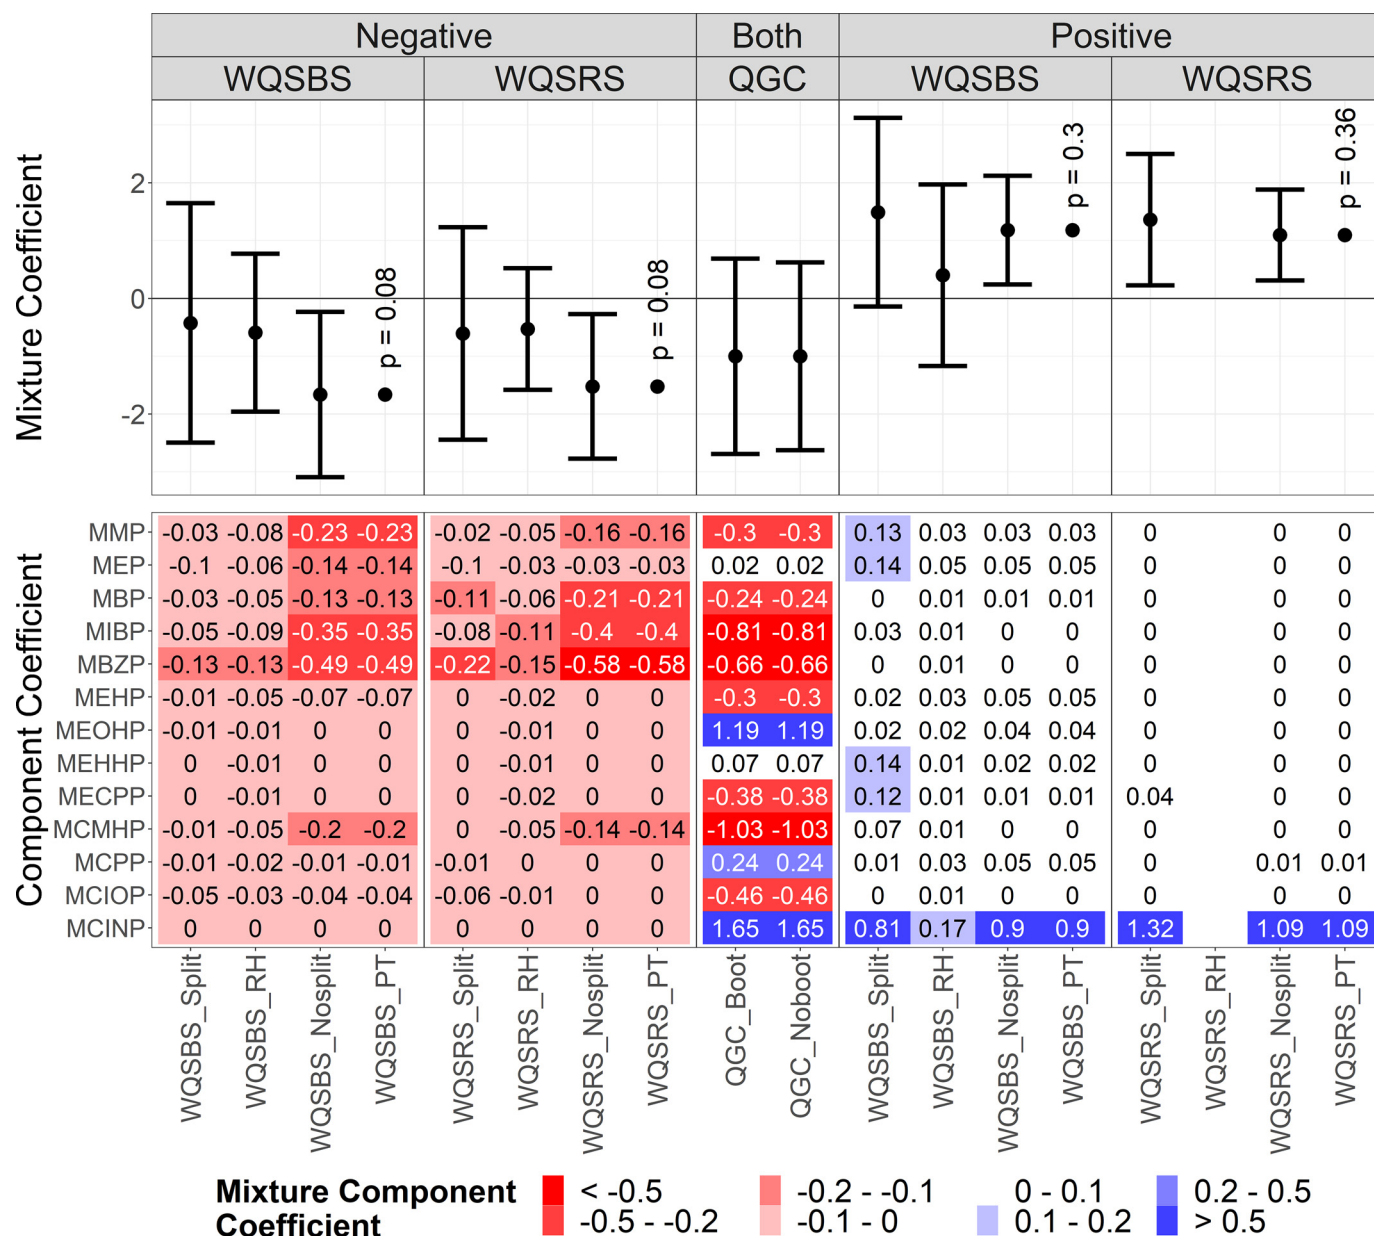 Negative Both Positive
WQSBS WQSRS QGC WQSBS WQSRS
Mixture Coefficient
2
0
-2
p = 0.08
p = 0.08
p = 0.3
p = 0.36
Component Coefficient
MMP -0.03 -0.08 -0.23 -0.23 -0.02 -0.05 -0.16 -0.16 -0.3 -0.3 0.13 0.03 0.03 0.03 0 0 0
MEP -0.1 -0.06 -0.14 -0.14 -0.1 -0.03 -0.03 -0.03 0.02 0.02 0.14 0.05 0.05 0.05 0 0 0
MBP -0.03 -0.05 -0.13 -0.13 -0.11 -0.06 -0.21 -0.21 -0.24 -0.24 0 0.01 0.01 0.01 0 0 0
MIBP -0.05 -0.09 -0.35 -0.35 -0.08 -0.11 -0.4 -0.4 -0.81 -0.81 0.03 0.01 0 0 0 0 0
MBZP -0.13 -0.13 -0.49 -0.49 -0.22 -0.15 -0.58 -0.58 -0.66 -0.66 0 0.01 0 0 0 0 0
MEHP -0.01 -0.05 -0.07 -0.07 0 -0.02 0 0 -0.3 -0.3 0.02 0.03 0.05 0.05 0 0 0
MEOHP -0.01 -0.01 0 0 0 -0.01 0 0 1.19 1.19 0.02 0.02 0.04 0.04 0 0 0
MEHHP 0 -0.01 0 0 0 -0.01 0 0 0.07 0.07 0.14 0.01 0.02 0.02 0 0 0
MECPP 0 -0.01 0 0 0 -0.02 0 0 -0.38 -0.38 0.12 0.01 0.01 0.01 0.04 0 0
MCMHP -0.01 -0.05 -0.2 -0.2 0 -0.05 -0.14 -0.14 -1.03 -1.03 0.07 0.01 0 0 0 0 0
MCPP -0.01 -0.02 -0.01 -0.01 -0.01 0 0 0 0.24 0.24 0.01 0.03 0.05 0.05 0 0.01 0.01
MCIOP -0.05 -0.03 -0.04 -0.04 -0.06 -0.01 0 0 -0.46 -0.46 0 0.01 0 0 0 0 0
MCINP 0 0 0 0 0 0 0 0 1.65 1.65 0.81 0.17 0.9 0.9 1.32 1.09 1.09
WQSBS_Split
WQSBS_RH
WQSBS_Nosplit
WQSBS_PT
WQSRS_Split
WQSRS_RH
WQSRS_Nosplit
WQSRS_PT
QGC_Boot
QGC_Noboot
WQSBS_Split
WQSBS_RH
WQSBS_Nosplit
WQSBS_PT
WQSRS_Split
WQSRS_RH
WQSRS_Nosplit
WQSRS_PT
Mixture Component < -0.5 -0.2 - -0.1 0 - 0.1 0.2 - 0.5
Coefficient -0.5 - -0.2 -0.1 - 0 0.1 - 0.2 > 0.5